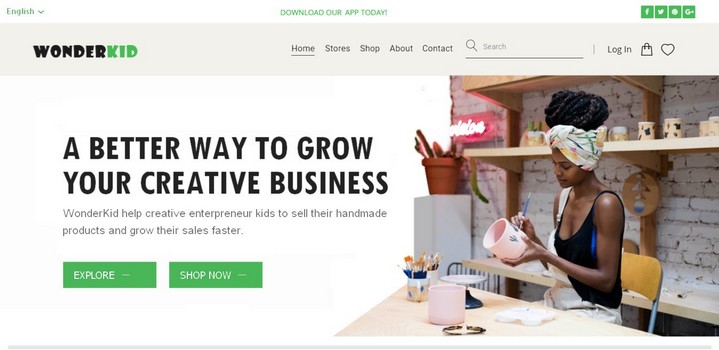 English
DOWNLOAD OUR APP TODAY!
WONDERKID
Home Stores Shop About Contact Search Log In
A BETTER WAY TO GROW
YOUR CREATIVE BUSINESS
WonderKid help creative enterpreneur kids to sell their handmade
products and grow their sales faster.
EXPLORE
SHOP NOW